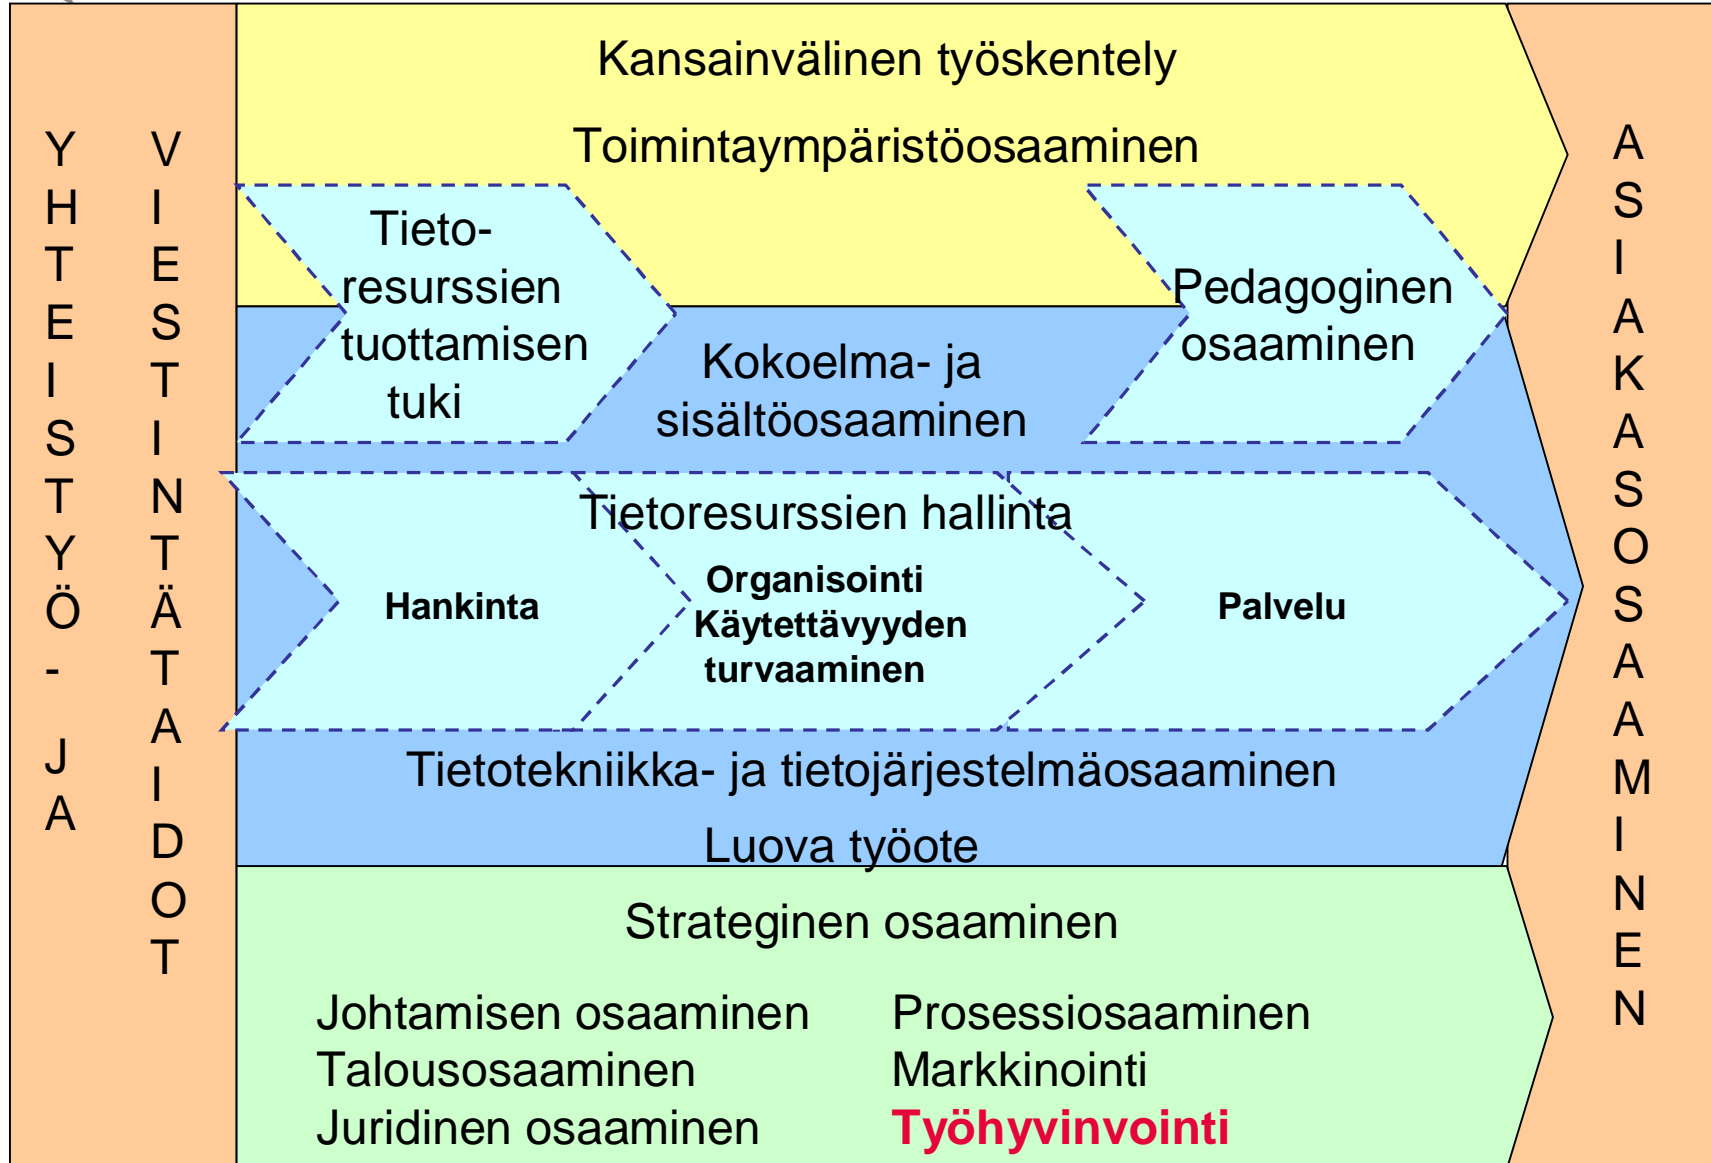 YHTEISTYÖ- JA
VIESTINTÄTAIDOT
Kansainvälinen työskentely
Toimintaympäristöosaaminen
Tieto-
resurssien
tuottamisen
tuki
Kokoelma- ja
sisältöosaaminen
Pedagoginen
osaaminen
Tietoresurssien hallinta
Hankinta
Organisointi
Käytettävyyden
turvaaminen
Palvelu
Tietotekniikka- ja tietojärjestelmäosaaminen
Luova työote
Strateginen osaaminen
Johtamisen osaaminen
Talousosaaminen
Juridinen osaaminen
Prosessiosaaminen
Markkinointi
Työhyvinvointi
ASIAKASOSAAMINEN